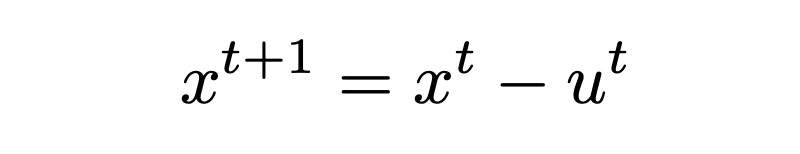 x^{t+1} = x^t - u^t